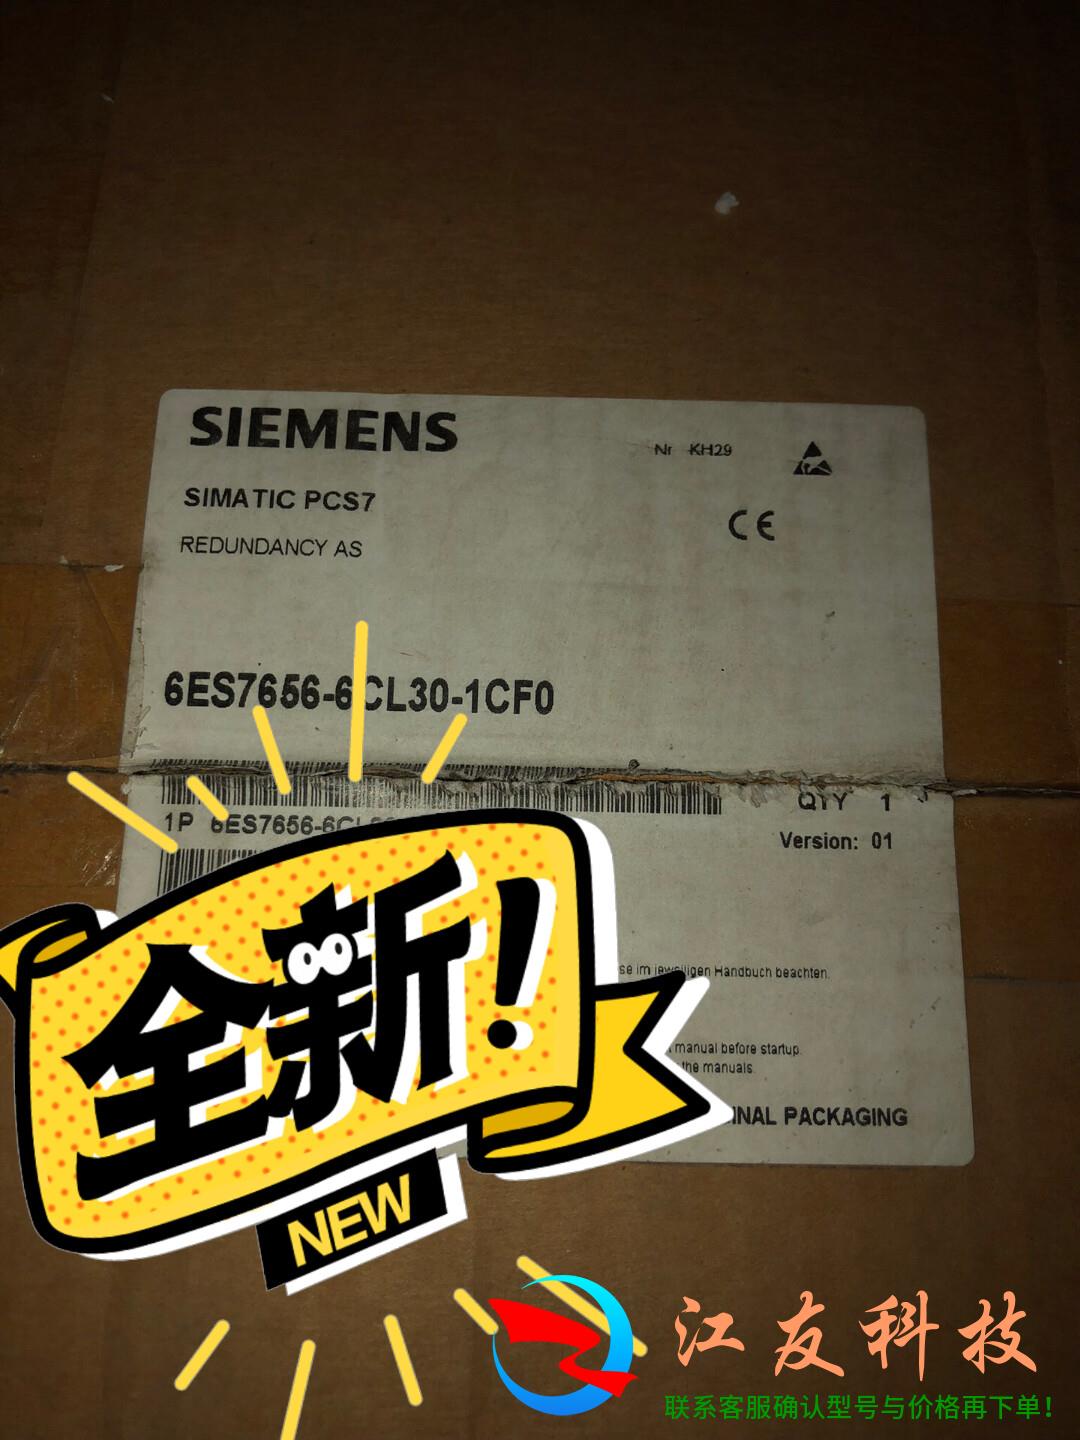 SIEMENS
Nr KH29
SIMATIC PCS7
CE
REDUNDANCY AS
6ES7656-6CL30-1CF0
QTY 1
1P 6ES7656-6CL
Version: 01
全新!
im jeweiligen Handbuch beachten.
manual before startup.
the manuals.
PACKAGING
NEW
江友科技
联系客服确认型号与价格再下单!